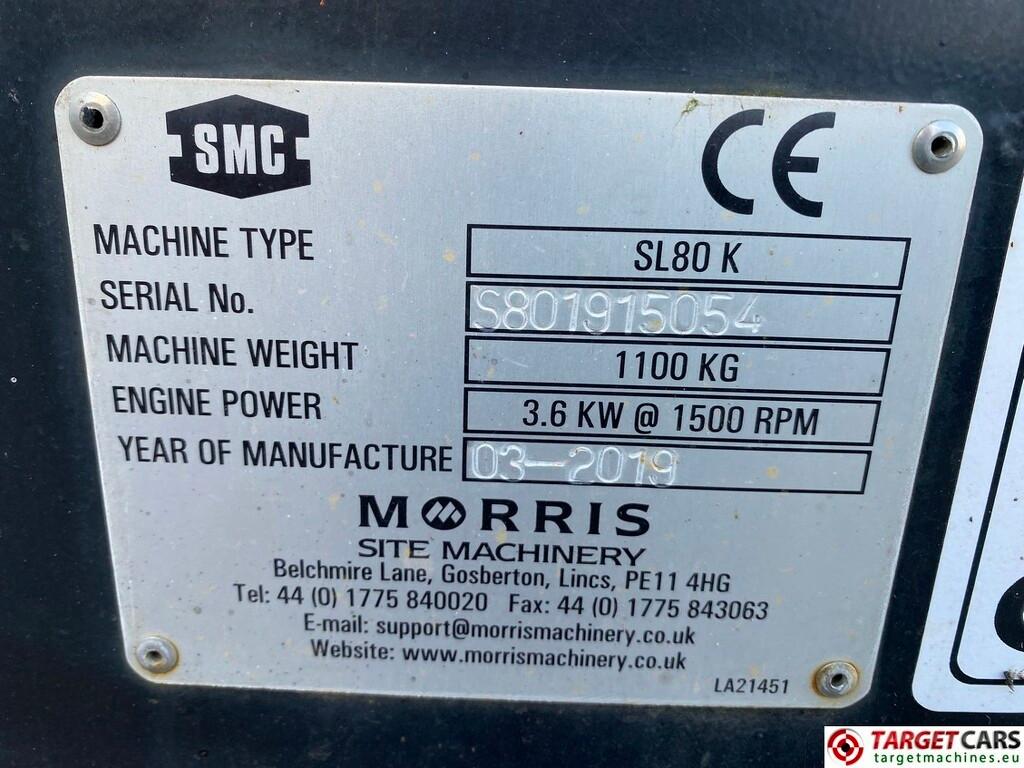 SMC
CE
MACHINE TYPE SL80 K
SERIAL No. S801915054
MACHINE WEIGHT 1100 KG
ENGINE POWER 3.6 KW @ 1500 RPM
YEAR OF MANUFACTURE 03-2019
MORRIS
SITE MACHINERY
Belchmire Lane, Gosberton, Lincs, PE11 4HG
Tel: 44 (0) 1775 840020 Fax: 44 (0) 1775 843063
E-mail: support@morrismachinery.co.uk
Website: www.morrismachinery.co.uk
LA21451
TARGETCARS
targetmachines.eu